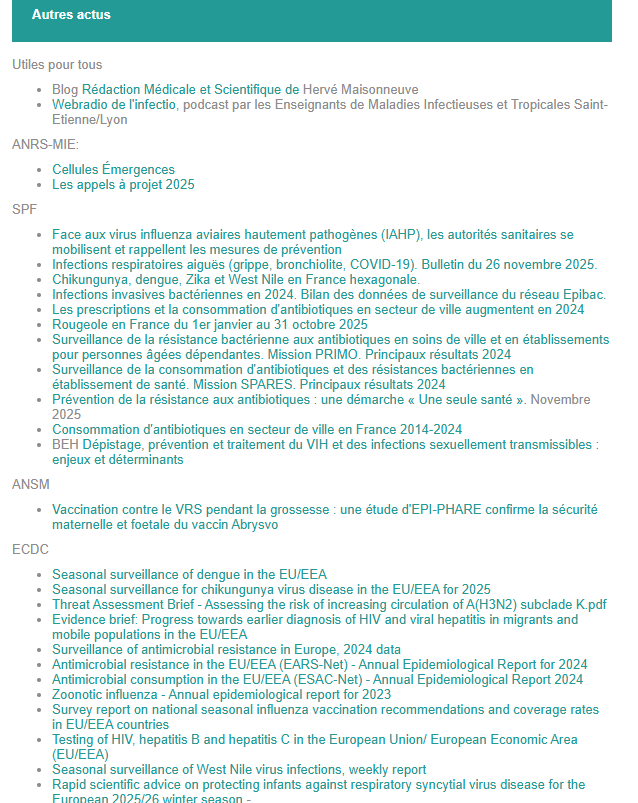 Autres actus
Utiles pour tous
Blog Rédaction Médicale et Scientifique de Hervé Maisonneuve
Webradio de l'infectio, podcast par les Enseignants de Maladies Infectieuses et Tropicales Saint-
Etienne/Lyon
ANRS-MIE:
Cellules Émergences
Les appels à projet 2025
SPF
Face aux virus influenza aviaires hautement pathogènes (IAHP), les autorités sanitaires se
mobilisent et rappellent les mesures de prévention
Infections respiratoires aiguës (grippe, bronchiolite, COVID-19). Bulletin du 26 novembre 2025.
Chikungunya, dengue, Zika et West Nile en France hexagonale.
Infections invasives bactériennes en 2024. Bilan des données de surveillance du réseau Epibac.
Les prescriptions et la consommation d'antibiotiques en secteur de ville augmentent en 2024
Rougeole en France du 1er janvier au 31 octobre 2025
Surveillance de la résistance bactérienne aux antibiotiques en soins de ville et en établissements
pour personnes âgées dépendantes. Mission PRIMO. Principaux résultats 2024
Surveillance de la consommation d'antibiotiques et des résistances bactériennes en
établissement de santé. Mission SPARES. Principaux résultats 2024
Prévention de la résistance aux antibiotiques : une démarche « Une seule santé ». Novembre
2025
Consommation d'antibiotiques en secteur de ville en France 2014-2024
BEH Dépistage, prévention et traitement du VIH et des infections sexuellement transmissibles :
enjeux et déterminants
ANSM
Vaccination contre le VRS pendant la grossesse : une étude d'EPI-PHARE confirme la sécurité
maternelle et foetale du vaccin Abrysvo
ECDC
Seasonal surveillance of dengue in the EU/EEA
Seasonal surveillance for chikungunya virus disease in the EU/EEA for 2025
Threat Assessment Brief - Assessing the risk of increasing circulation of A(H3N2) subclade K.pdf
Evidence brief: Progress towards earlier diagnosis of HIV and viral hepatitis in migrants and
mobile populations in the EU/EEA
Surveillance of antimicrobial resistance in Europe, 2024 data
Antimicrobial resistance in the EU/EEA (EARS-Net) - Annual Epidemiological Report for 2024
Antimicrobial consumption in the EU/EEA (ESAC-Net) - Annual Epidemiological Report 2024
Zoonotic influenza - Annual epidemiological report for 2023
Survey report on national seasonal influenza vaccination recommendations and coverage rates
in EU/EEA countries
Testing of HIV, hepatitis B and hepatitis C in the European Union/ European Economic Area
(EU/EEA)
Seasonal surveillance of West Nile virus infections, weekly report
Rapid scientific advice on protecting infants against respiratory syncytial virus disease for the
European 2025/26 winter season -